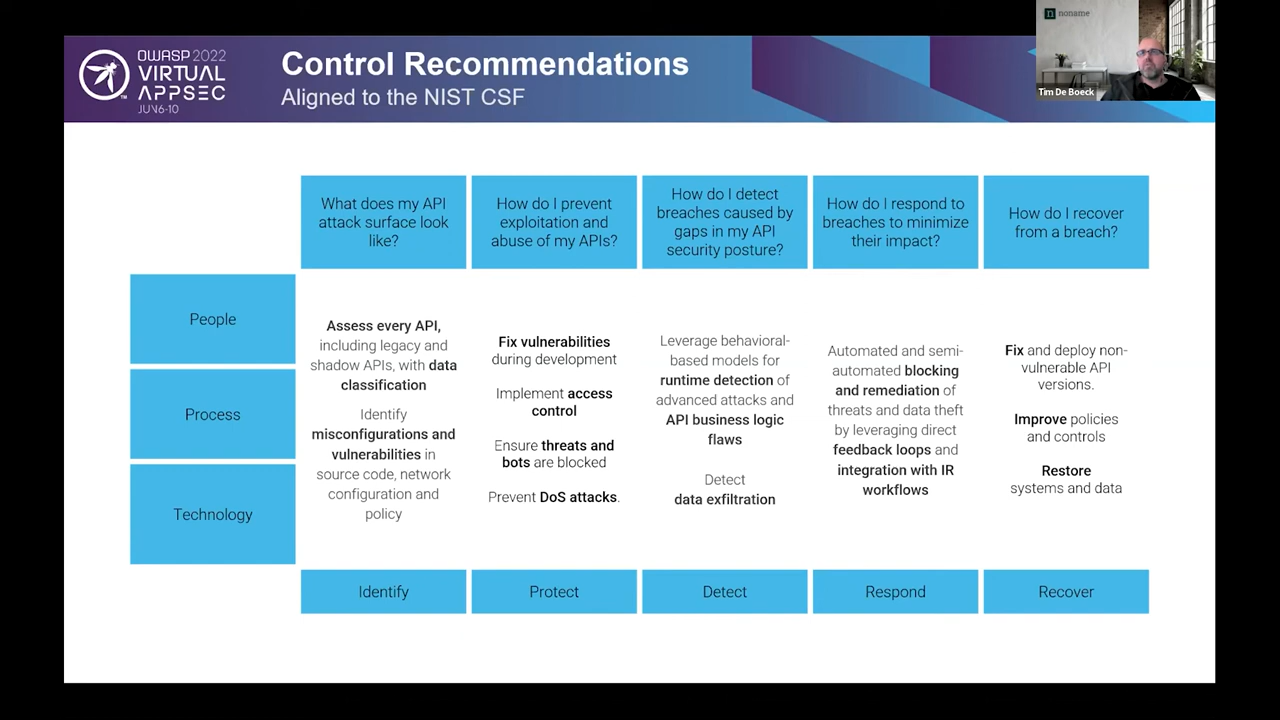 noname
Tim De Boeck
OWASP 2022
VIRTUAL
APPSEC
JUN6-10
TM
Control Recommendations
Aligned to the NIST CSF
What does my API
attack surface look
like?
How do I prevent
exploitation and
abuse of my APIs?
How do I detect
breaches caused by
gaps in my API
security posture?
How do I respond to
breaches to minimize
their impact?
How do I recover
from a breach?
People
Process
Technology
Assess every API,
including legacy and
shadow APIs, with data
classification
Identify
misconfigurations and
vulnerabilities in
source code, network
configuration and
policy
Fix vulnerabilities
during development
Implement access
control
Ensure threats and
bots are blocked
Prevent DoS attacks.
Leverage behavioral-
based models for
runtime detection of
advanced attacks and
API business logic
flaws
Detect
data exfiltration
Automated and semi-
automated blocking
and remediation of
threats and data theft
by leveraging direct
feedback loops and
integration with IR
workflows
Fix and deploy non-
vulnerable API
versions.
Improve policies
and controls
Restore
systems and data
Identify
Protect
Detect
Respond
Recover